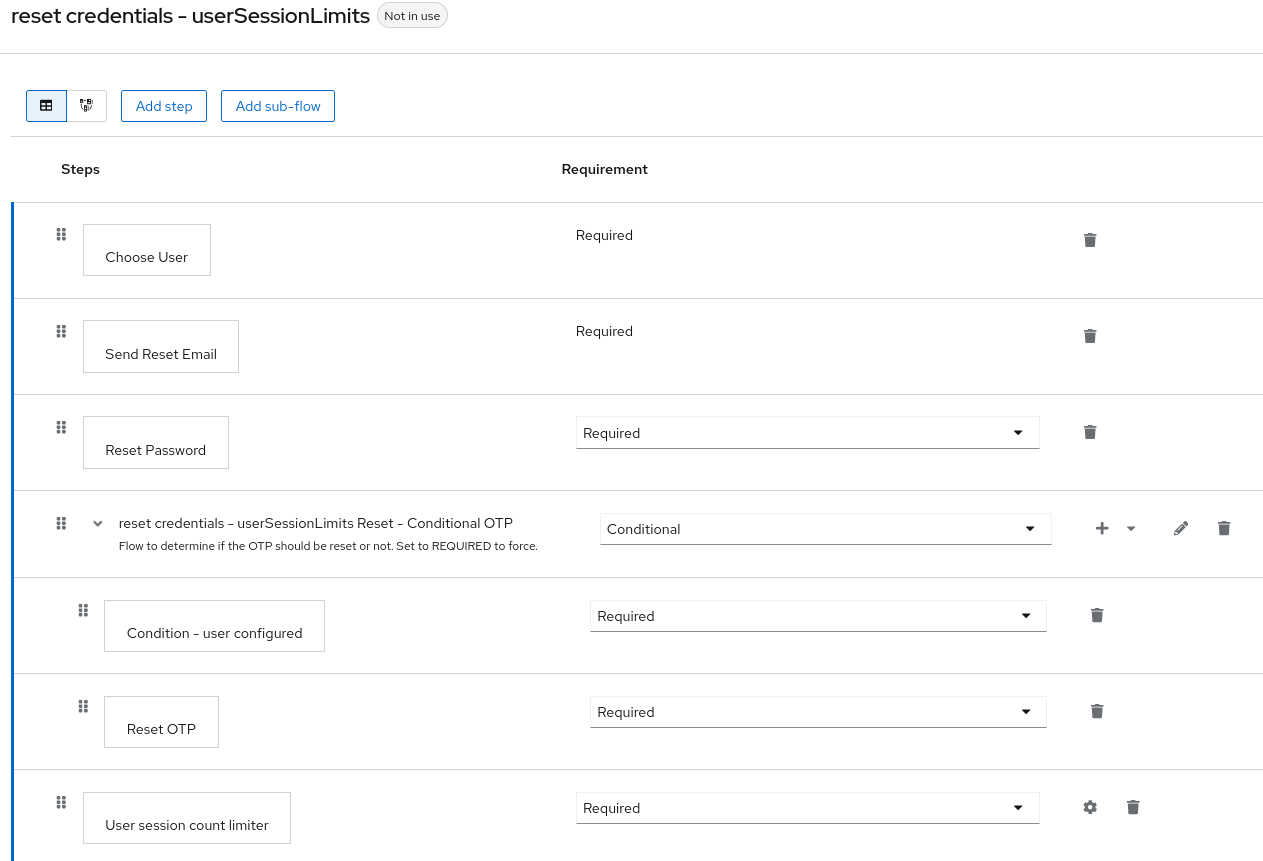 reset credentials - userSessionLimits Not in use
Add step Add sub-flow
Steps Requirement
Choose User Required
Send Reset Email Required
Reset Password Required
reset credentials - userSessionLimits Reset - Conditional OTP Conditional
Flow to determine if the OTP should be reset or not. Set to REQUIRED to force.
Condition - user configured Required
Reset OTP Required
User session count limiter Required